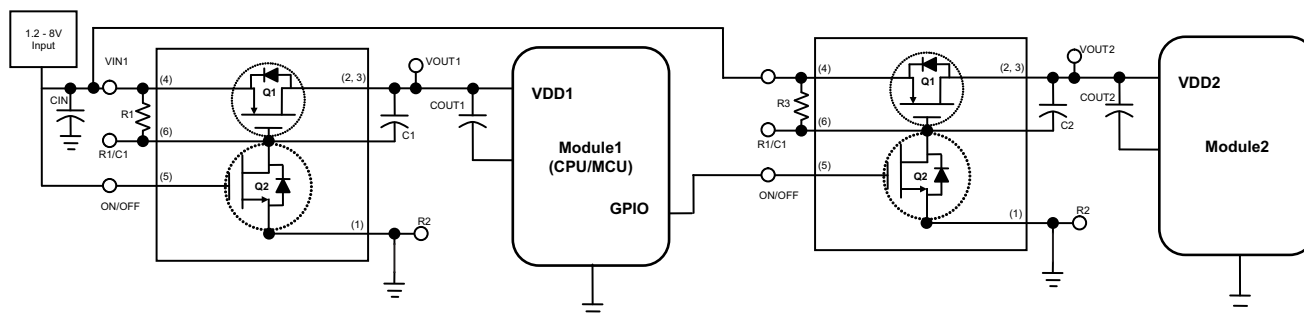 1.2 - 8V
Input
VIN1
CIN
R1
R1/C1
ON/OFF
(4)
(6)
(5)
Q1
Q2
(2, 3)
(1)
R2
C1
VOUT1
COUT1
VDD1
Module1
(CPU/MCU)
GPIO
R3
R1/C1
ON/OFF
(4)
(6)
(5)
Q1
Q2
(2, 3)
(1)
R2
C2
VOUT2
COUT2
VDD2
Module2